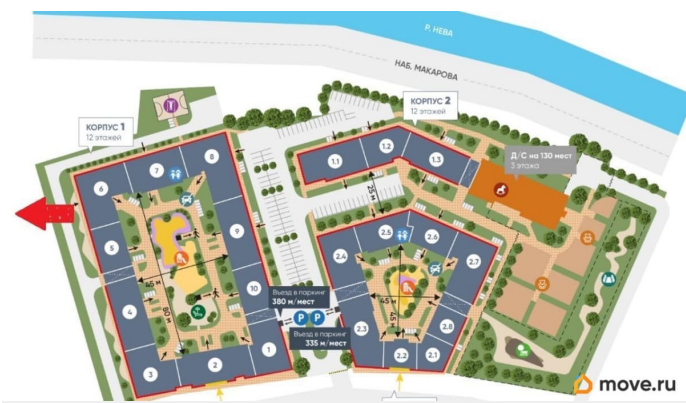 Р. НЕВА
НАБ. МАКАРОВА
КОРПУС 1
12 этажей
КОРПУС 2
12 этажей
Д/С на 130 мест
3 этажа
6
7
8
5
9
4
10
3
2
1
45 м
80 м
1.1
1.2
1.3
25 м
2.4
2.5
2.6
2.7
2.3
2.8
2.2
2.1
45 м
45 м
Выезд в паркинг
380 м/мест
P P
Выезд в паркинг
335 м/мест
move.ru